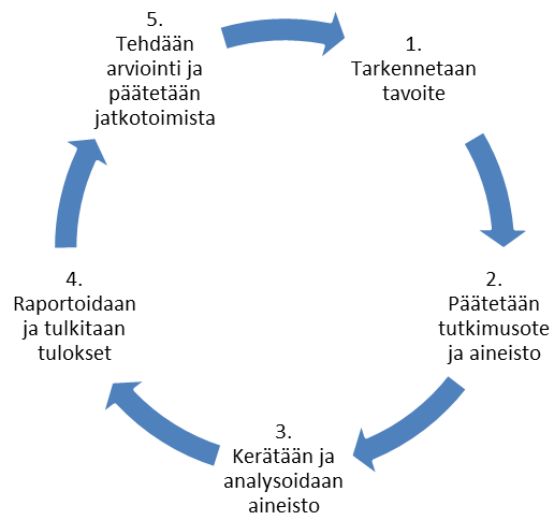 1.
Tarkennetaan
tavoite
2.
Päätetään
tutkimusote
ja aineisto
3.
Kerätään ja
analysoidaan
aineisto
4.
Raportoidaan
ja tulkitaan
tulokset
5.
Tehdään
arviointi ja
päätetään
jatkotoimista